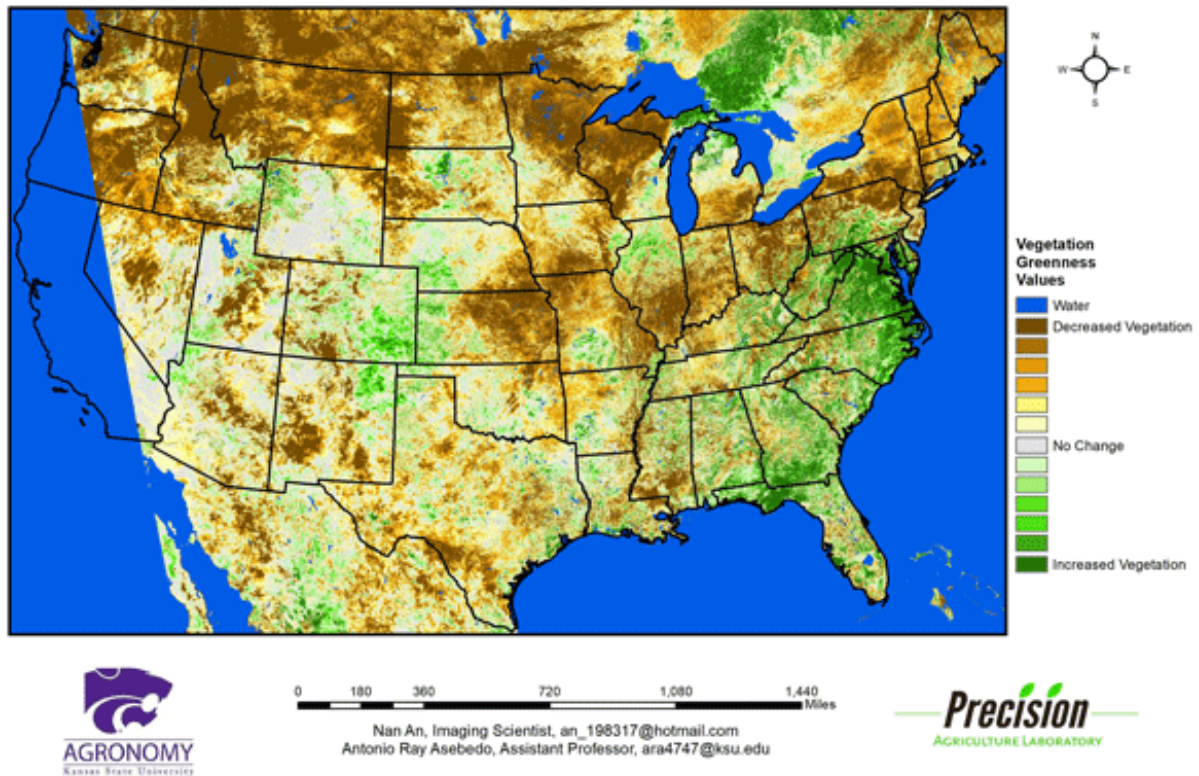 N
W
E
S
Vegetation
Greenness
Values
Water
Decreased Vegetation
No Change
Increased Vegetation
0 180 360 720 1,080 1,440
Miles
Nan An, Imaging Scientist, an_198317@hotmail.com
Antonio Ray Asebedo, Assistant Professor, ara4747@ksu.edu
AGRONOMY
Kansas State University
Precision
AGRICULTURE LABORATORY